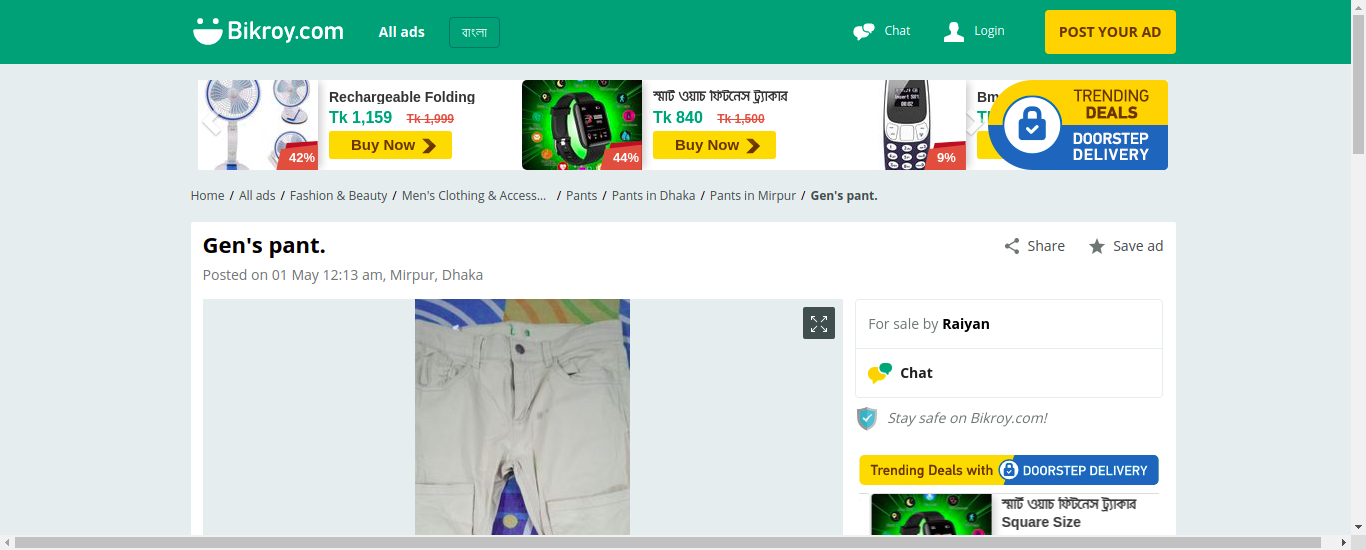 Bikroy.com
All ads
বাংলা
Chat
Login
POST YOUR AD
Rechargeable Folding
Tk 1,159 Tk 1,999
Buy Now
42%
স্মার্ট ওয়াচ ফিটনেস ট্র্যাকার
Tk 840 Tk 1,500
Buy Now
44%
9%
TRENDING
DEALS
DOORSTEP
DELIVERY
Home / All ads / Fashion & Beauty / Men's Clothing & Access... / Pants / Pants in Dhaka / Pants in Mirpur / Gen's pant.
Gen's pant.
Share
Save ad
Posted on 01 May 12:13 am, Mirpur, Dhaka
For sale by Raiyan
Chat
Stay safe on Bikroy.com!
Trending Deals with DOORSTEP DELIVERY
স্মার্ট ওয়াচ ফিটনেস ট্র্যাকার
Square Size